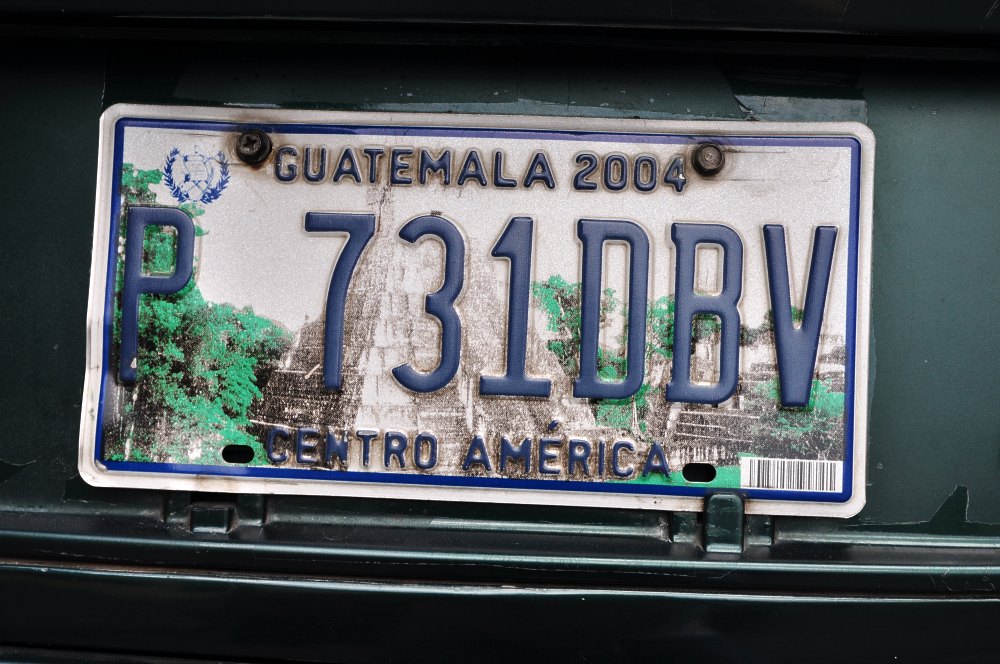 GUATEMALA 2004
P 731DBV
CENTRO AMÉRICA